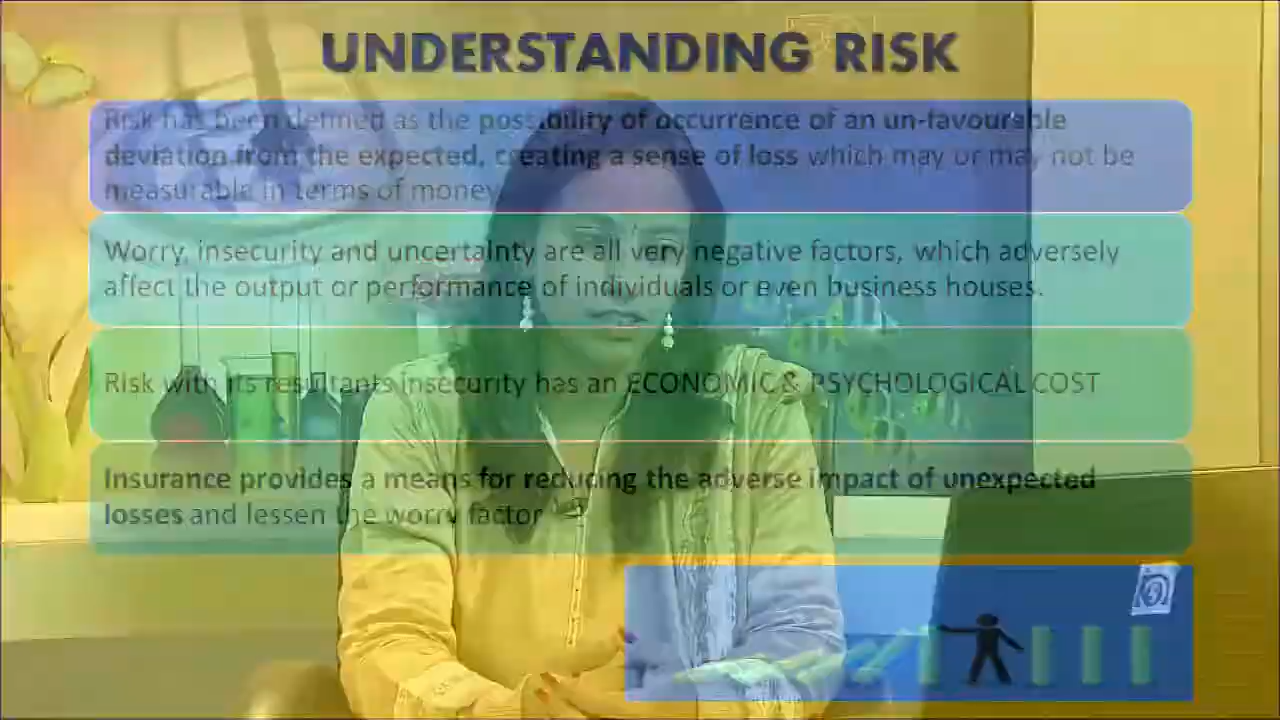 UNDERSTANDING RISK
Risk has been defined as the possibility of occurrence of an un-favourable
deviation from the expected, creating a sense of loss which may or may not be
measurable in terms of money
Worry, insecurity and uncertainty are all very negative factors, which adversely
affect the output or performance of individuals or even business houses.
Risk with its resultants insecurity has an ECONOMIC & PSYCHOLOGICAL COST
Insurance provides a means for reducing the adverse impact of unexpected
losses and lessen the worry factor